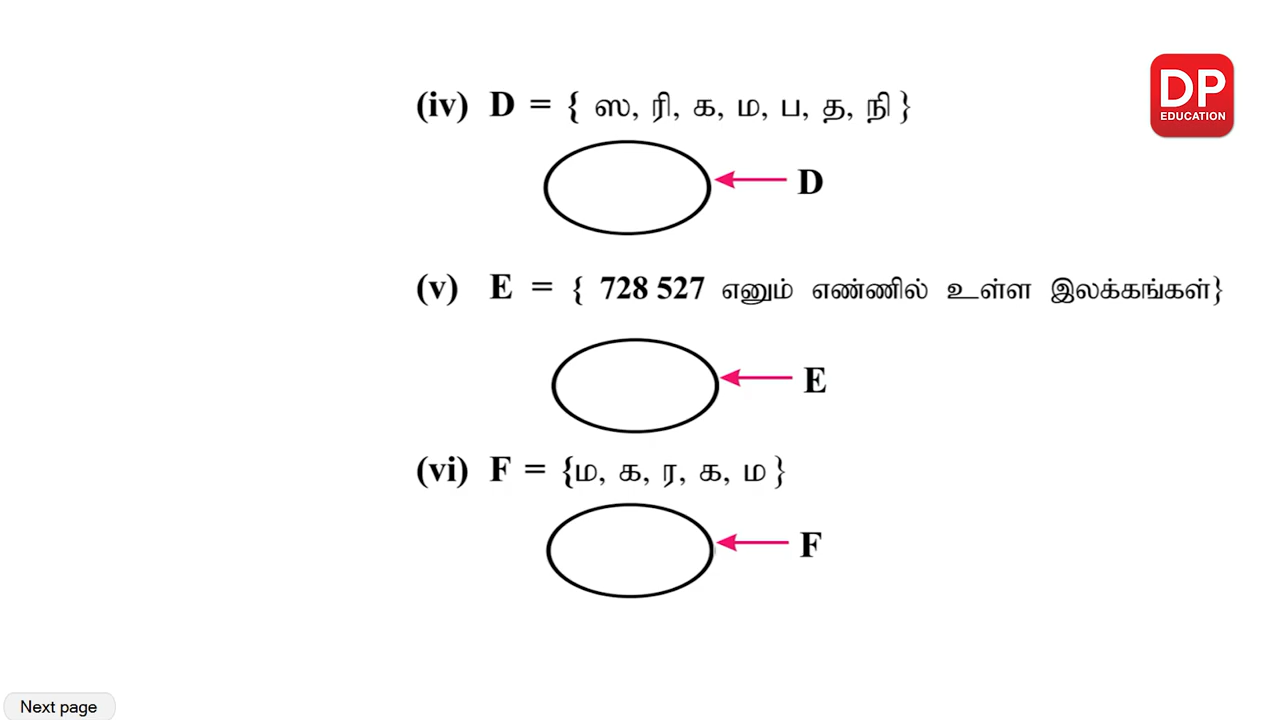 DP
EDUCATION
(iv) D = { ஸ, ரி, க, ம, ப, த, நி }
D
(v) E = { 728 527 எனும் எண்ணில் உள்ள இலக்கங்கள்}
E
(vi) F = {ம, க, ர, க, ம }
F
Next page